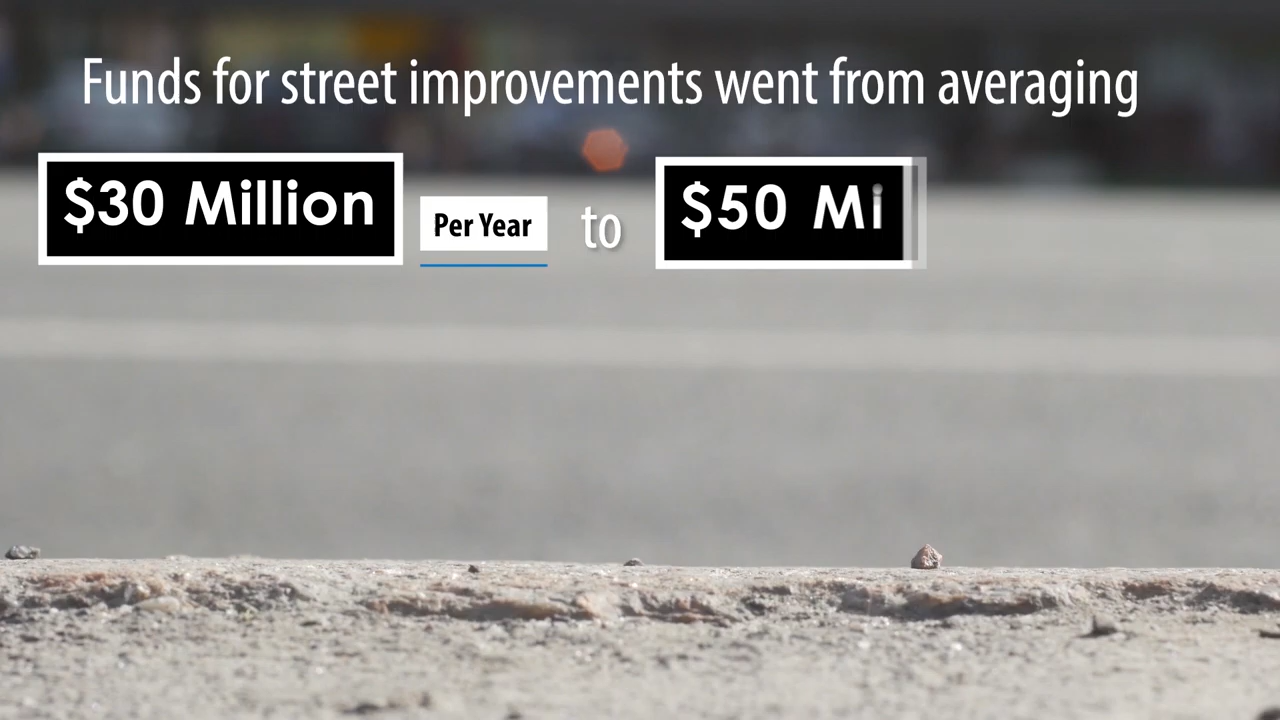 Funds for street improvements went from averaging
$30 Million Per Year to $50 Mi